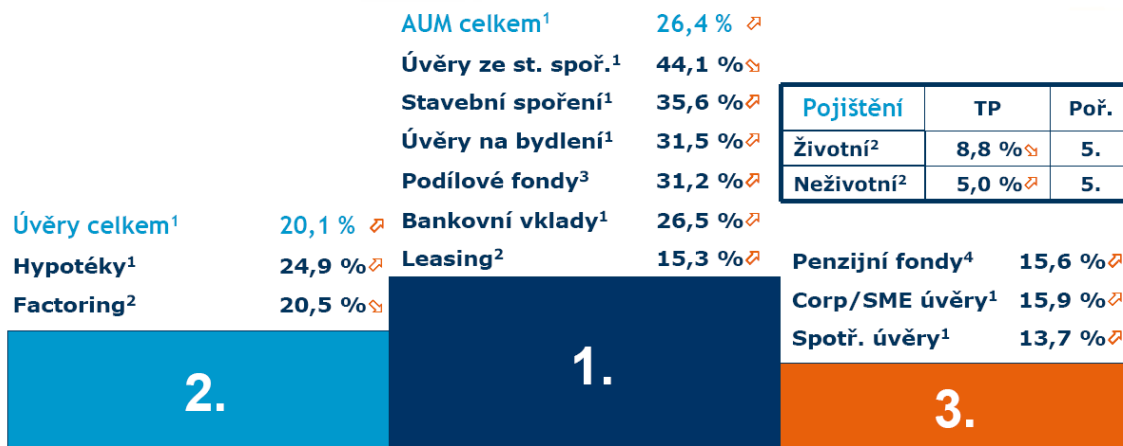 AUM celkem¹ 26,4 %
Úvěry ze st. spoř.¹ 44,1 %
Stavební spoření¹ 35,6 %
Úvěry na bydlení¹ 31,5 %
Podílové fondy³ 31,2 %
Bankovní vklady¹ 26,5 %
Leasing² 15,3 %
1.
Úvěry celkem¹ 20,1 %
Hypotéky¹ 24,9 %
Factoring² 20,5 %
2.
Pojištění TP Poř.
Životní² 8,8 % 5.
Neživotní² 5,0 % 5.
Penzijní fondy⁴ 15,6 %
Corp/SME úvěry¹ 15,9 %
Spotř. úvěry¹ 13,7 %
3.